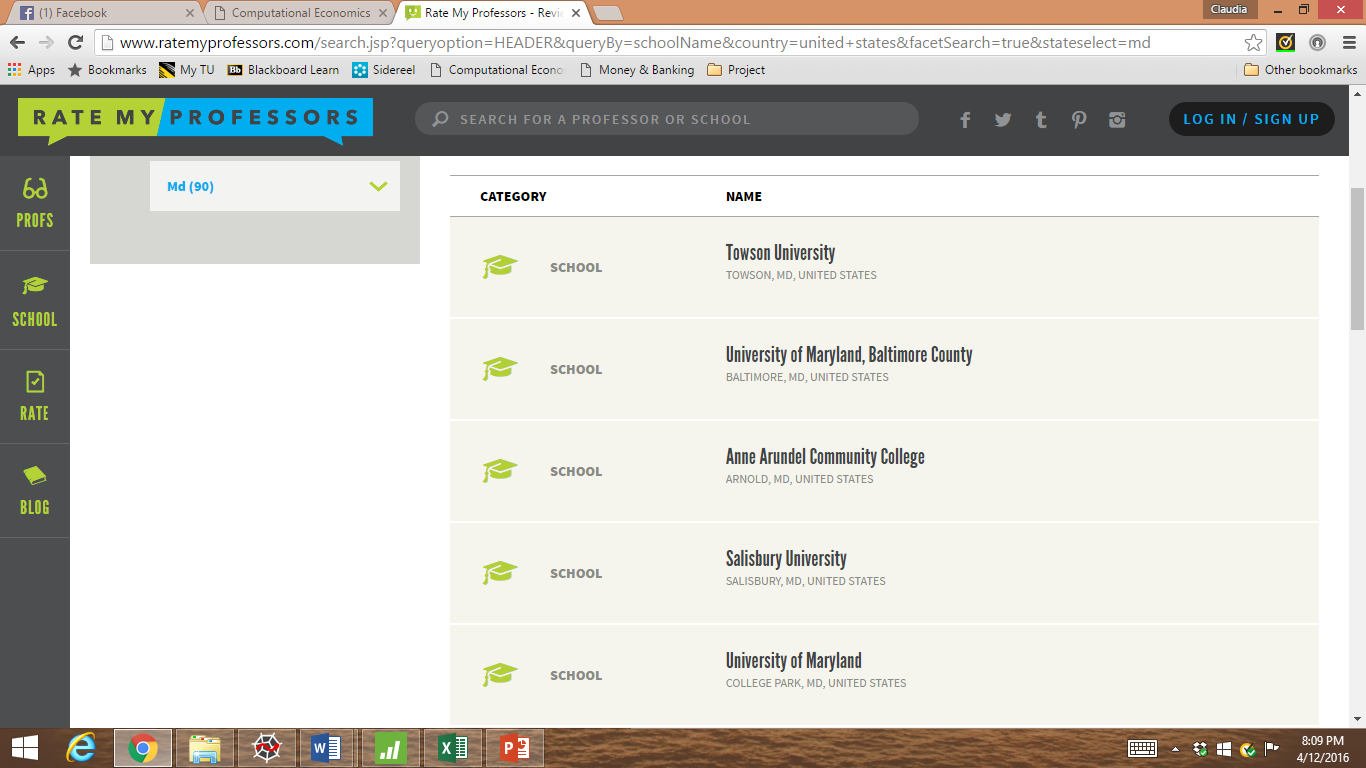 (1) Facebook
Computational Economics
Rate My Professors - Revi
Claudia
www.ratemyprofessors.com/search.jsp?queryoption=HEADER&queryBy=schoolName&country=united+states&facetSearch=true&stateselect=md
Apps
Bookmarks
My TU
Bb Blackboard Learn
Sidereel
Computational Econo
Money & Banking
Project
Other bookmarks
RATE MY PROFESSORS
SEARCH FOR A PROFESSOR OR SCHOOL
LOG IN / SIGN UP
PROFS
SCHOOL
RATE
BLOG
Md (90)
CATEGORY NAME
SCHOOL
Towson University
TOWSON, MD, UNITED STATES
SCHOOL
University of Maryland, Baltimore County
BALTIMORE, MD, UNITED STATES
SCHOOL
Anne Arundel Community College
ARNOLD, MD, UNITED STATES
SCHOOL
Salisbury University
SALISBURY, MD, UNITED STATES
SCHOOL
University of Maryland
COLLEGE PARK, MD, UNITED STATES
8:09 PM
4/12/2016